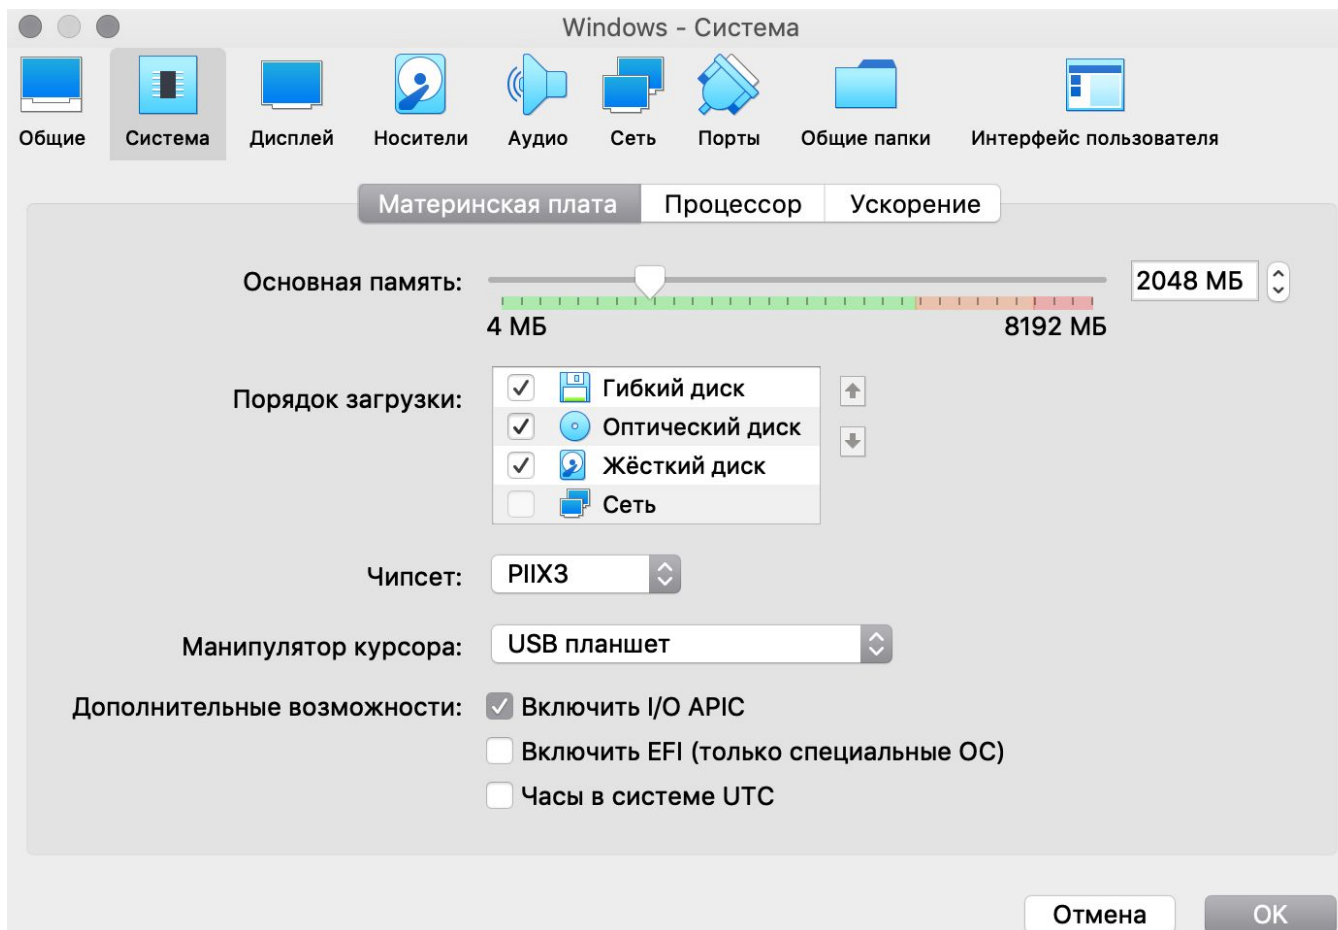 Windows - Система
Общие Система Дисплей Носители Аудио Сеть Порты Общие папки Интерфейс пользователя
Материнская плата Процессор Ускорение
Основная память: 2048 МБ
4 МБ 8192 МБ
Порядок загрузки:
Гибкий диск
Оптический диск
Жёсткий диск
Сеть
Чипсет: PIIX3
Манипулятор курсора: USB планшет
Дополнительные возможности: Включить I/O APIC
Включить EFI (только специальные ОС)
Часы в системе UTC
Отмена OK